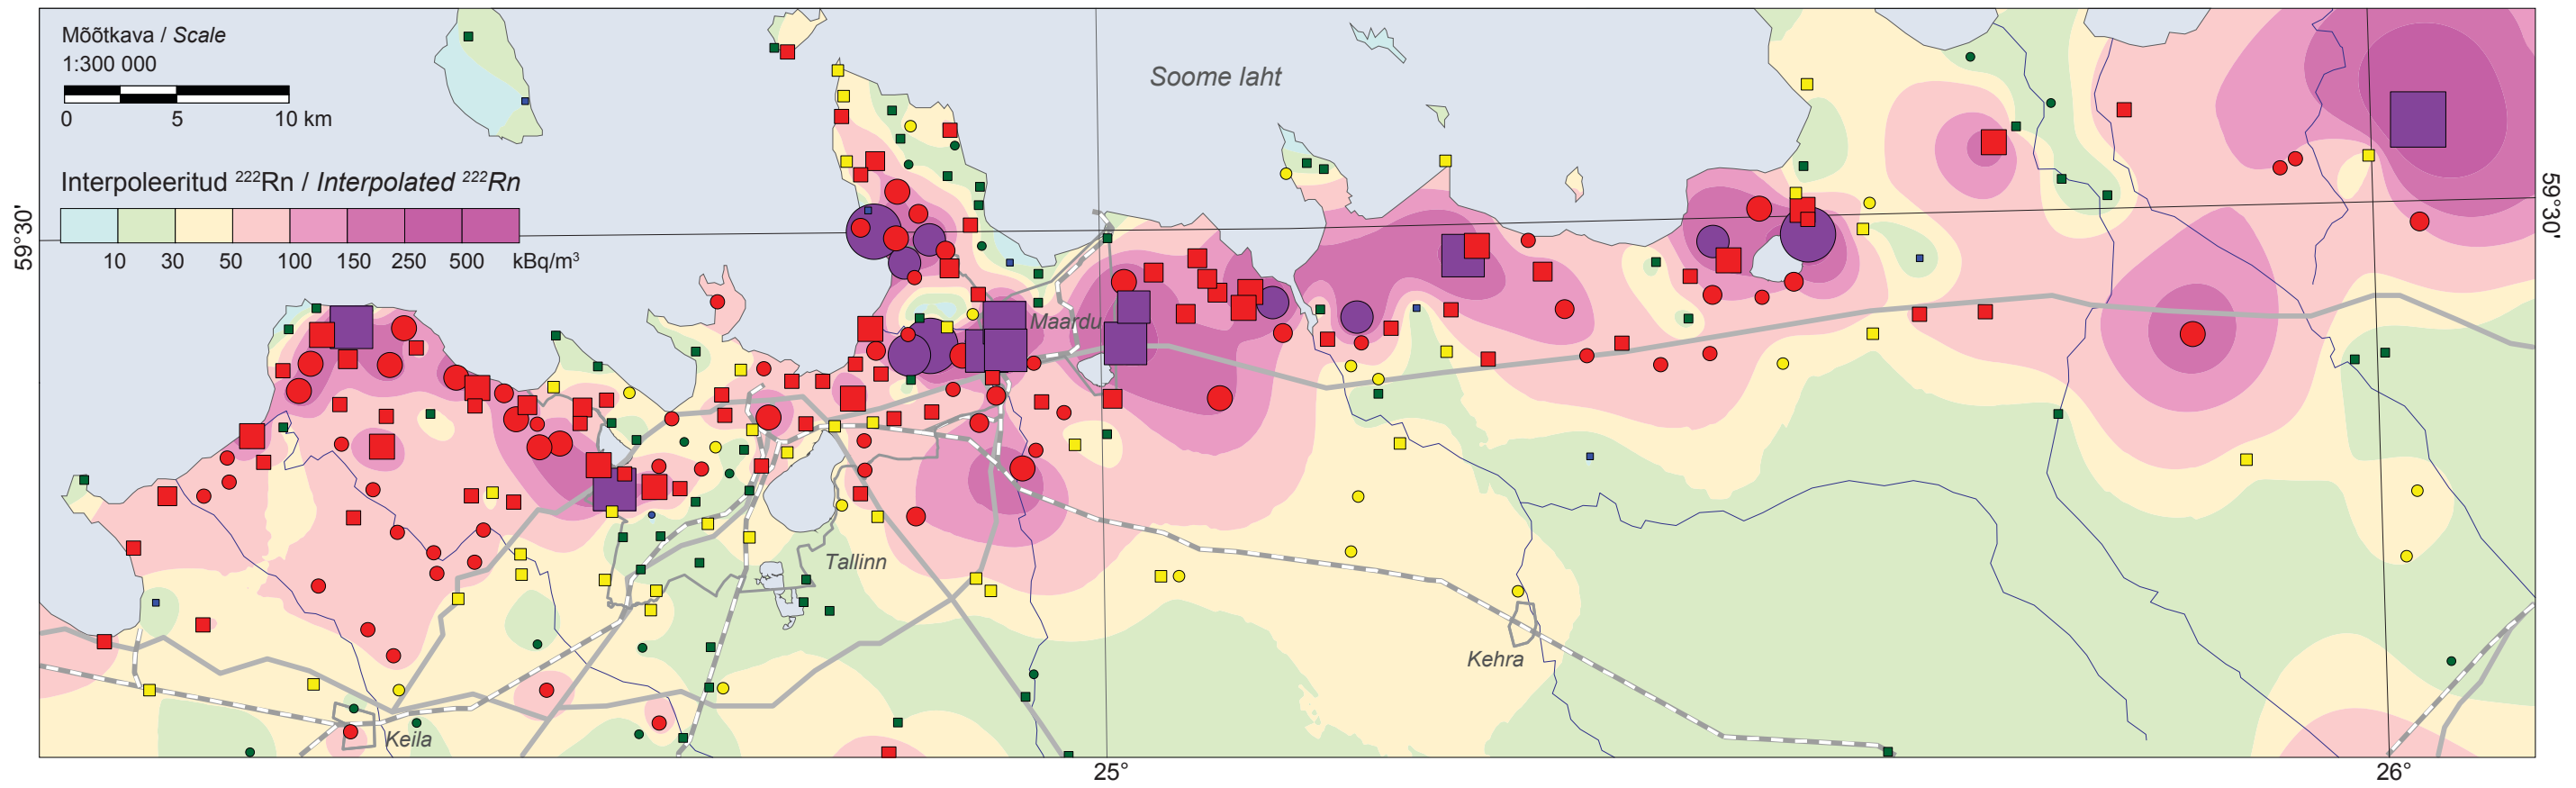 Mõõtkava / Scale
1:300 000
0 5 10 km
Soome laht
Interpoleeritud ²²²Rn / Interpolated ²²²Rn
10 30 50 100 150 250 500 kBq/m³
59°30'
59°30'
Maardu
Tallinn
Kehra
Keila
25°
26°